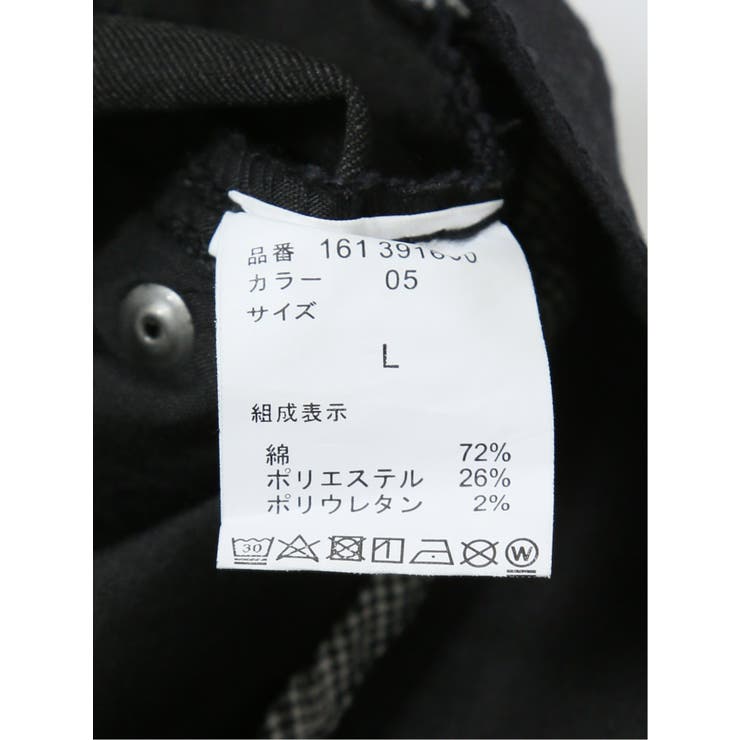 品番 161
カラー 05
サイズ
L
組成表示
綿 72%
ポリエステル 26%
ポリウレタン 2%
30 W